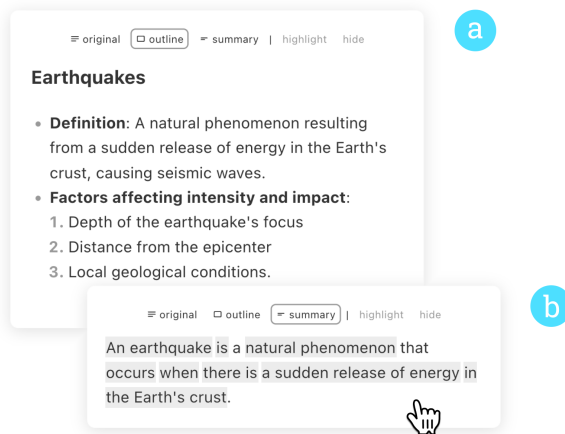 a
original outline summary | highlight hide
Earthquakes
• Definition: A natural phenomenon resulting
from a sudden release of energy in the Earth's
crust, causing seismic waves.
• Factors affecting intensity and impact:
1. Depth of the earthquake's focus
2. Distance from the epicenter
3. Local geological conditions.
b
original outline summary | highlight hide
An earthquake is a natural phenomenon that
occurs when there is a sudden release of energy in
the Earth's crust.